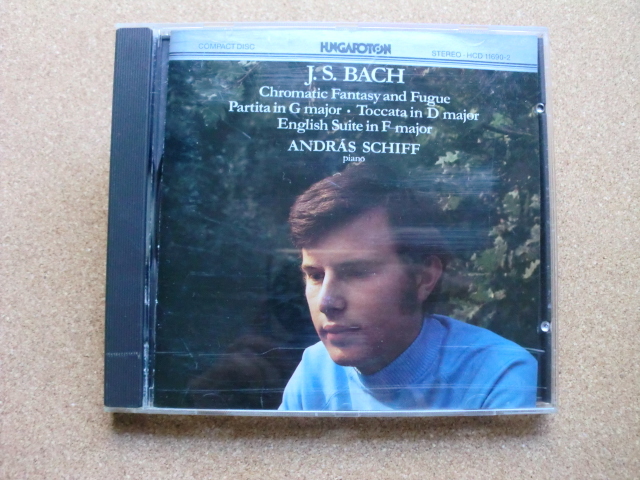 COMPACT DISC HUNGAROTON STEREO · HCD 11690-2
J. S. BACH
Chromatic Fantasy and Fugue
Partita in G major · Toccata in D major
English Suite in F major
ANDRÁS SCHIFF
piano